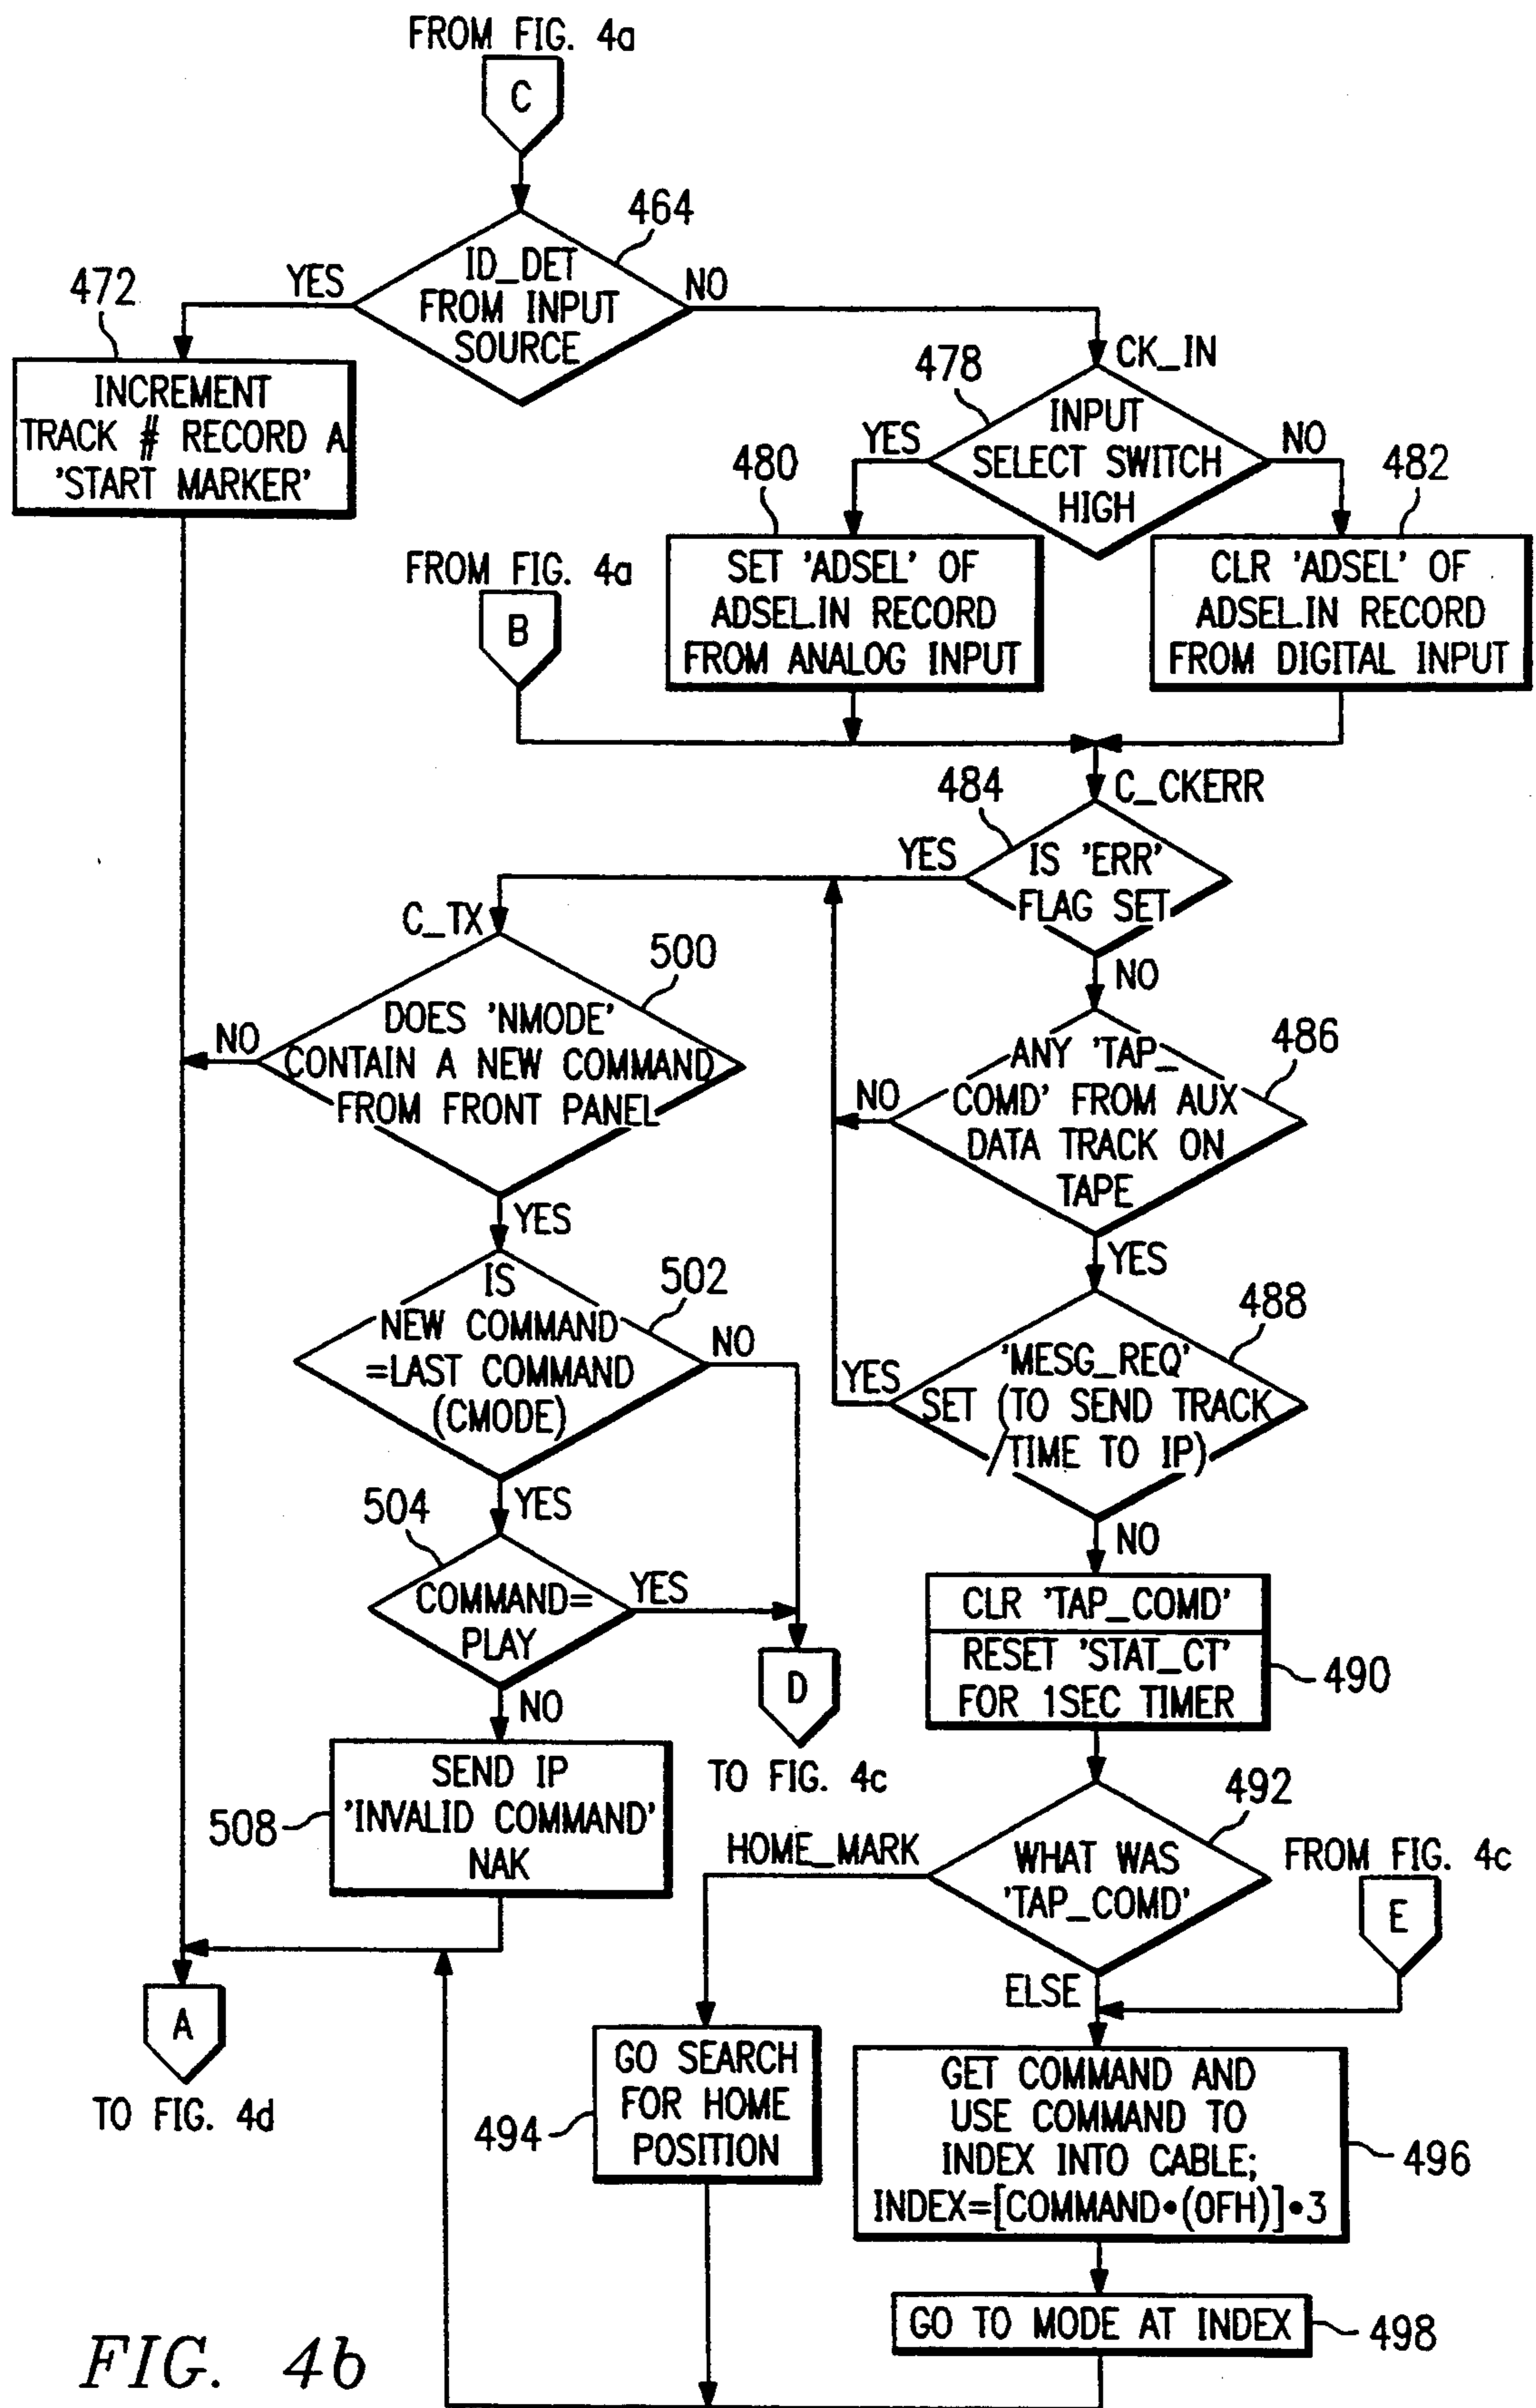 FROM FIG. 4a
C
464
ID_DET
FROM INPUT
SOURCE
YES
NO
472
INCREMENT
TRACK # RECORD A
'START MARKER'
CK_IN
478
INPUT
SELECT SWITCH
HIGH
YES
NO
480
SET 'ADSEL' OF
ADSEL.IN RECORD
FROM ANALOG INPUT
482
CLR 'ADSEL' OF
ADSEL.IN RECORD
FROM DIGITAL INPUT
FROM FIG. 4a
B
C_CKERR
484
IS 'ERR'
FLAG SET
YES
NO
C_TX
500
DOES 'NMODE'
CONTAIN A NEW COMMAND
FROM FRONT PANEL
NO
YES
486
ANY 'TAP_
COMD' FROM AUX
DATA TRACK ON
TAPE
NO
YES
502
IS
NEW COMMAND
=LAST COMMAND
(CMODE)
NO
YES
488
'MESG_REQ'
SET (TO SEND TRACK
/TIME TO IP)
YES
NO
504
COMMAND=
PLAY
YES
NO
D
TO FIG. 4c
CLR 'TAP_COMD'
RESET 'STAT_CT'
FOR 1SEC TIMER
490
508
SEND IP
'INVALID COMMAND'
NAK
492
WHAT WAS
'TAP_COMD'
HOME_MARK
ELSE
FROM FIG. 4c
E
A
TO FIG. 4d
494
GO SEARCH
FOR HOME
POSITION
GET COMMAND AND
USE COMMAND TO
INDEX INTO CABLE;
INDEX=[COMMAND•(0FH)]•3
496
GO TO MODE AT INDEX
498
FIG. 4b